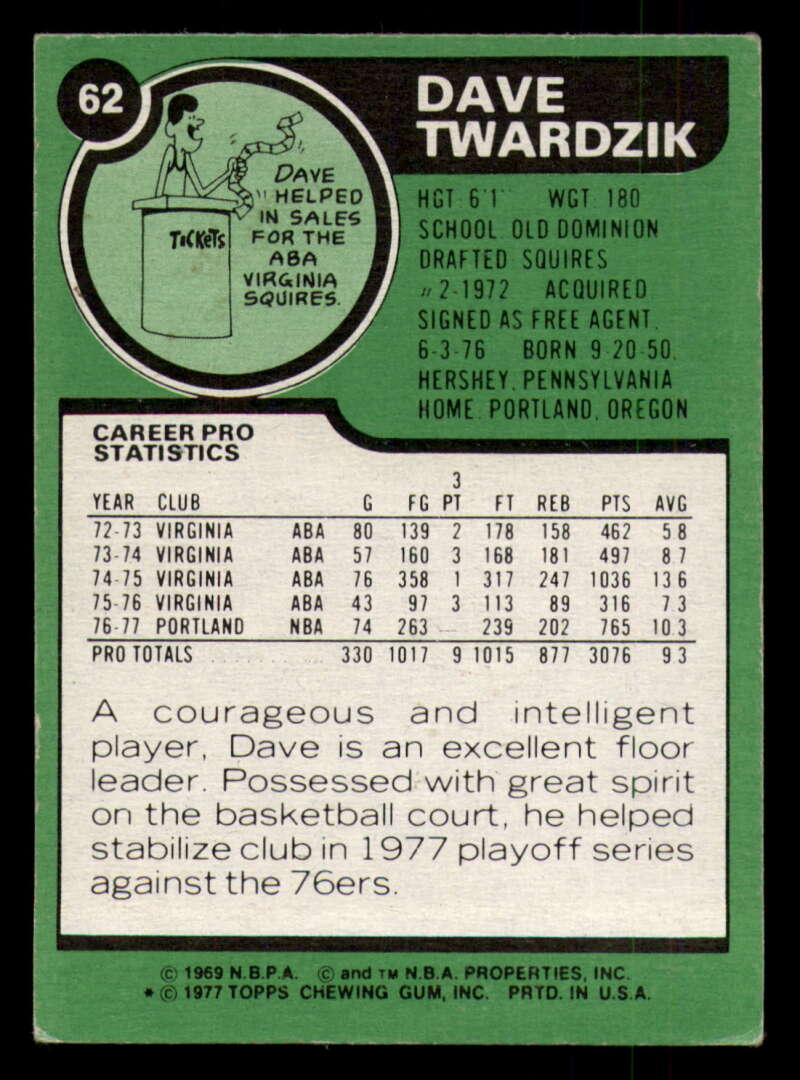 62
DAVE
TWARDZIK
DAVE
HELPED
IN SALES
FOR THE
ABA
VIRGINIA
SQUIRES.
TICKETS
HGT 6'1" WGT 180
SCHOOL OLD DOMINION
DRAFTED SQUIRES
#2-1972 ACQUIRED
SIGNED AS FREE AGENT,
6-3-76 BORN 9-20-50,
HERSHEY, PENNSYLVANIA
HOME PORTLAND, OREGON
CAREER PRO
STATISTICS
YEAR CLUB G FG 3 PT FT REB PTS AVG
72-73 VIRGINIA ABA 80 139 2 178 158 462 5.8
73-74 VIRGINIA ABA 57 160 3 168 181 497 8.7
74-75 VIRGINIA ABA 76 358 1 317 247 1036 13.6
75-76 VIRGINIA ABA 43 97 3 113 89 316 7.3
76-77 PORTLAND NBA 74 263 — 239 202 765 10.3
PRO TOTALS .............. 330 1017 9 1015 877 3076 9.3
A courageous and intelligent
player, Dave is an excellent floor
leader. Possessed with great spirit
on the basketball court, he helped
stabilize club in 1977 playoff series
against the 76ers.
© 1969 N.B.P.A. © and TM N.B.A. PROPERTIES, INC.
* © 1977 TOPPS CHEWING GUM, INC. PRTD. IN U.S.A.